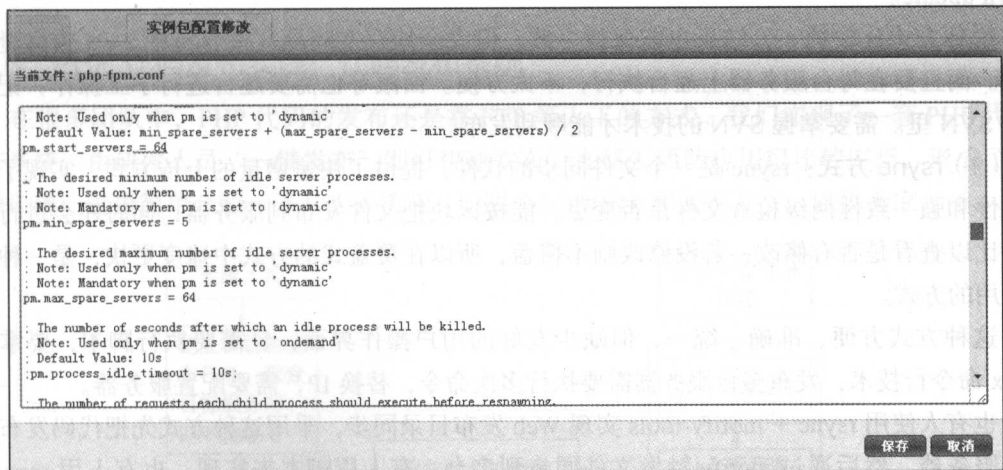 实例包配置修改
当前文件：php-fpm.conf
; Note: Used only when pm is set to 'dynamic'
; Default Value: min_spare_servers + (max_spare_servers - min_spare_servers) / 2
pm.start_servers = 64
; The desired minimum number of idle server processes.
; Note: Used only when pm is set to 'dynamic'
; Note: Mandatory when pm is set to 'dynamic'
pm.min_spare_servers = 5
; The desired maximum number of idle server processes.
; Note: Used only when pm is set to 'dynamic'
; Note: Mandatory when pm is set to 'dynamic'
pm.max_spare_servers = 64
; The number of seconds after which an idle process will be killed.
; Note: Used only when pm is set to 'ondemand'
; Default Value: 10s
;pm.process_idle_timeout = 10s;
; The number of requests each child process should execute before respawning.
保存 取消